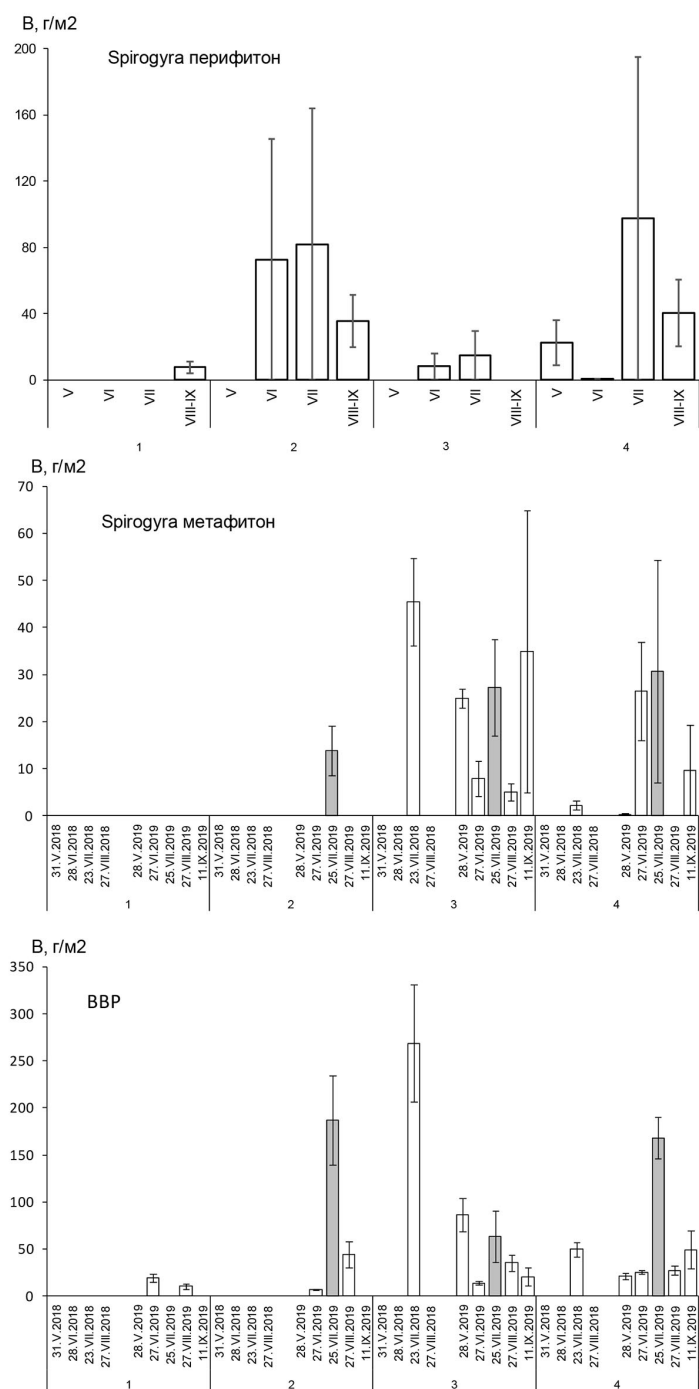 B, г/м2
Spirogyra перифитон
200
160
120
80
40
0
V VI VII VIII-IX V VI VII VIII-IX V VI VII VIII-IX V VI VII VIII-IX
1 2 3 4
B, г/м2
Spirogyra метафитон
70
60
50
40
30
20
10
0
31.V.2018 28.VI.2018 23.VII.2018 27.VIII.2018 28.V.2019 27.VI.2019 25.VII.2019 27.VIII.2019 11.IX.2019 31.V.2018 28.VI.2018 23.VII.2018 27.VIII.2018 28.V.2019 27.VI.2019 25.VII.2019 27.VIII.2019 11.IX.2019 31.V.2018 28.VI.2018 23.VII.2018 27.VIII.2018 28.V.2019 27.VI.2019 25.VII.2019 27.VIII.2019 11.IX.2019 31.V.2018 28.VI.2018 23.VII.2018 27.VIII.2018 28.V.2019 27.VI.2019 25.VII.2019 27.VIII.2019 11.IX.2019
1 2 3 4
B, г/м2
ВВР
350
300
250
200
150
100
50
0
31.V.2018 28.VI.2018 23.VII.2018 27.VIII.2018 28.V.2019 27.VI.2019 25.VII.2019 27.VIII.2019 11.IX.2019 31.V.2018 28.VI.2018 23.VII.2018 27.VIII.2018 28.V.2019 27.VI.2019 25.VII.2019 27.VIII.2019 11.IX.2019 31.V.2018 28.VI.2018 23.VII.2018 27.VIII.2018 28.V.2019 27.VI.2019 25.VII.2019 27.VIII.2019 11.IX.2019 31.V.2018 28.VI.2018 23.VII.2018 27.VIII.2018 28.V.2019 27.VI.2019 25.VII.2019 27.VIII.2019 11.IX.2019
1 2 3 4